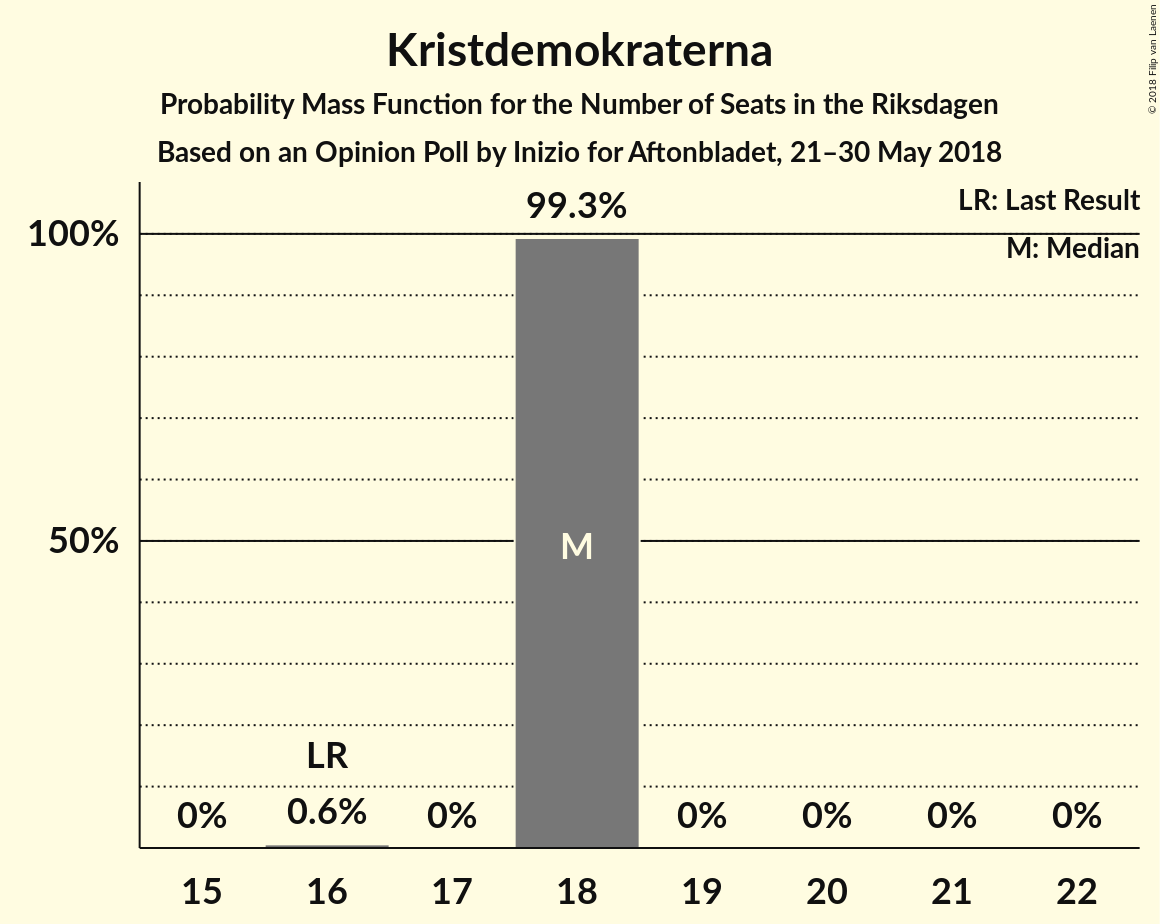 Kristdemokraterna
Probability Mass Function for the Number of Seats in the Riksdagen
Based on an Opinion Poll by Inizio for Aftonbladet, 21–30 May 2018
© 2018 Filip van Laenen
LR: Last Result
M: Median
100%
50%
99.3%
M
LR
0%
0.6%
0%
0%
0%
0%
0%
15 16 17 18 19 20 21 22